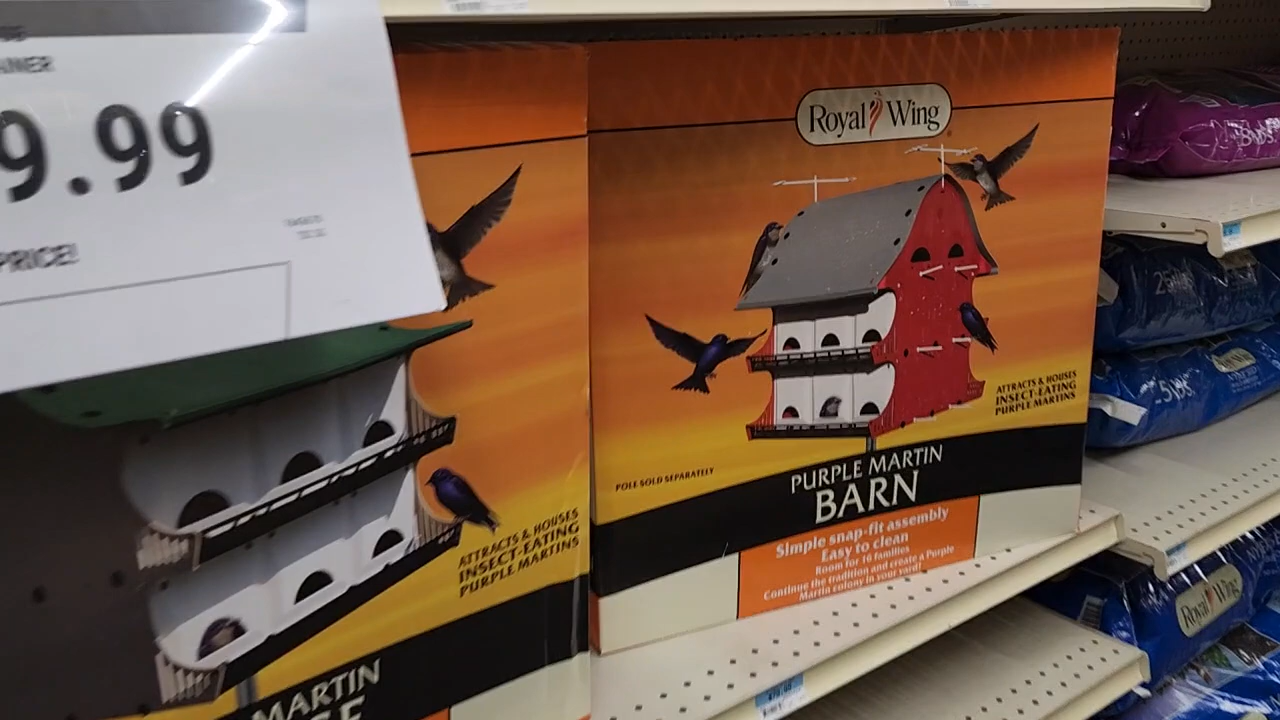 9.99
PRICE!
ATTRACTS & HOUSES
INSECT-EATING
PURPLE MARTINS
MARTIN
Royal Wing
ATTRACTS & HOUSES
INSECT-EATING
PURPLE MARTINS
POLE SOLD SEPARATELY
PURPLE MARTIN
BARN
Simple snap-fit assembly
Easy to clean
Room for 16 families
Continue the tradition and create a Purple
Martin colony in your yard!
Royal Wing
Royal Wing